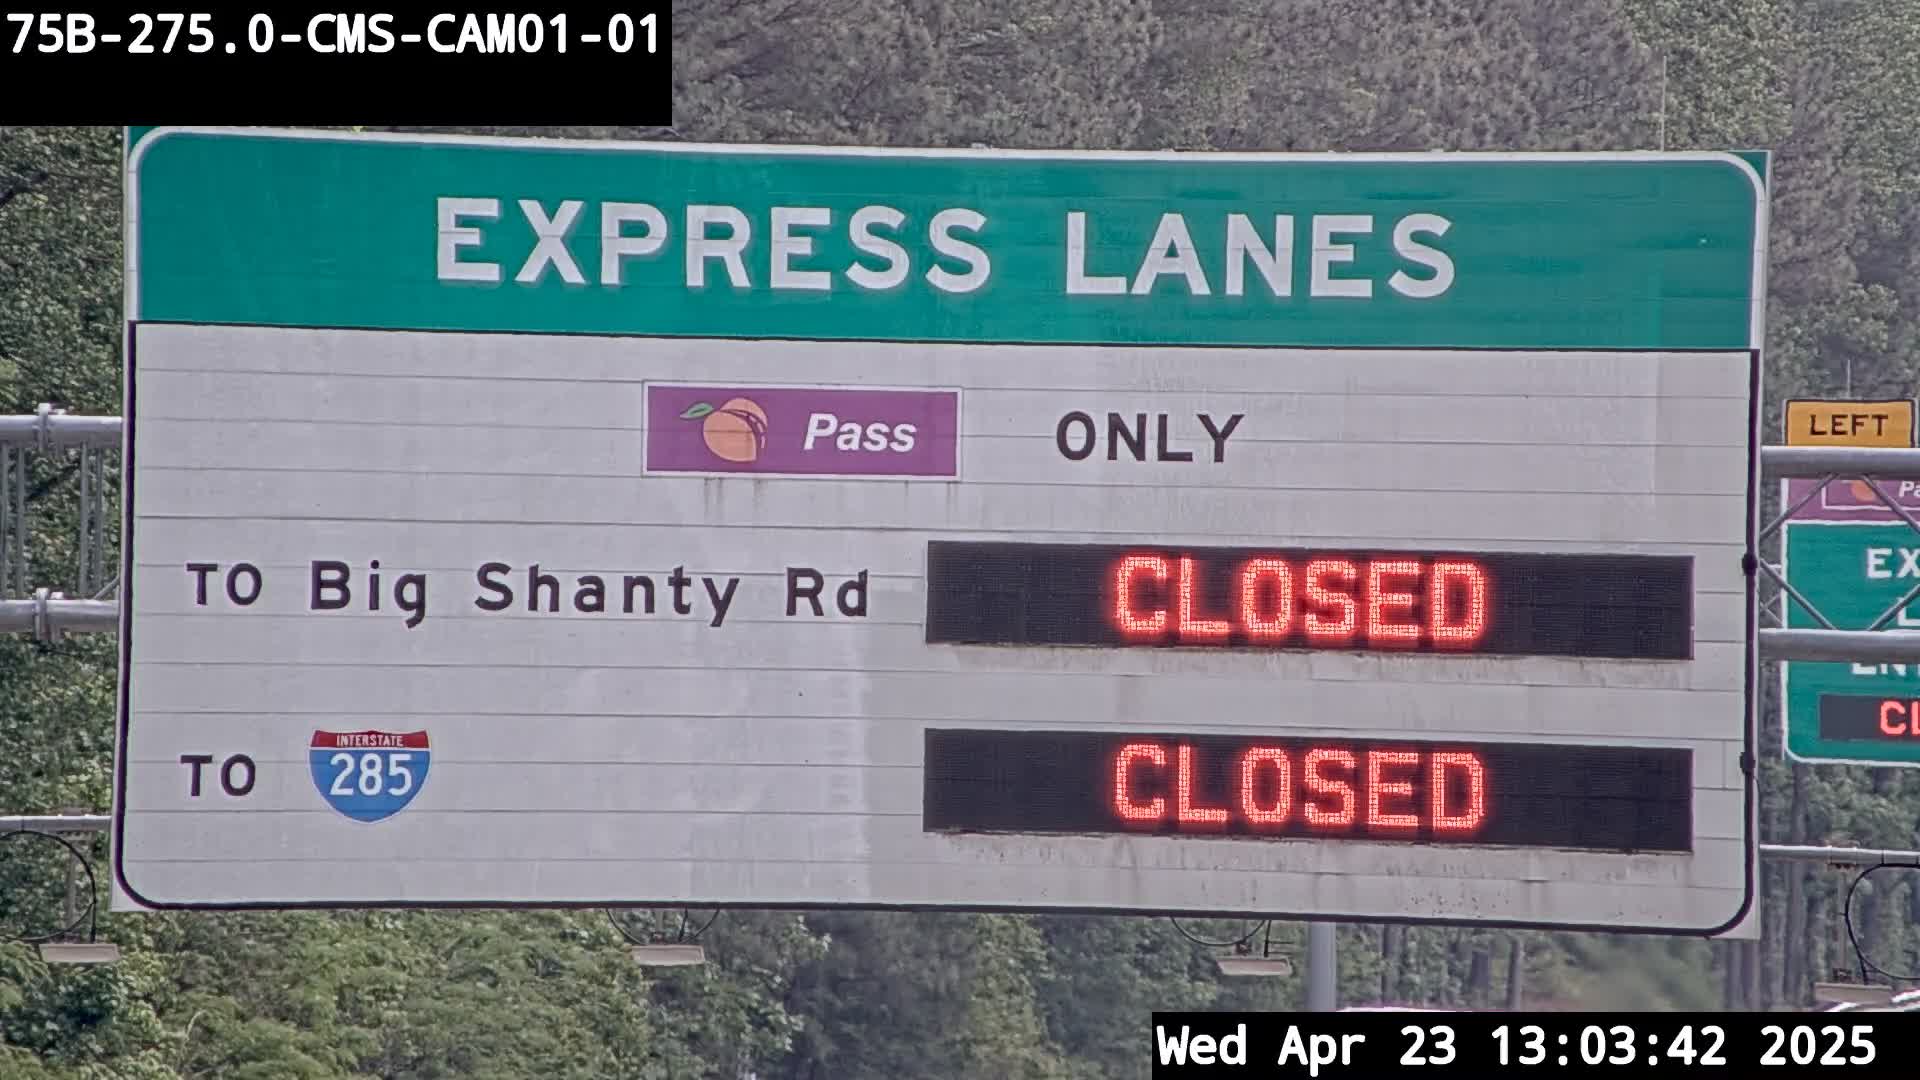 75B-275.0-CMS-CAM01-01
EXPRESS LANES
Pass ONLY
TO Big Shanty Rd CLOSED
TO INTERSTATE 285 CLOSED
LEFT
Wed Apr 23 13:03:42 2025